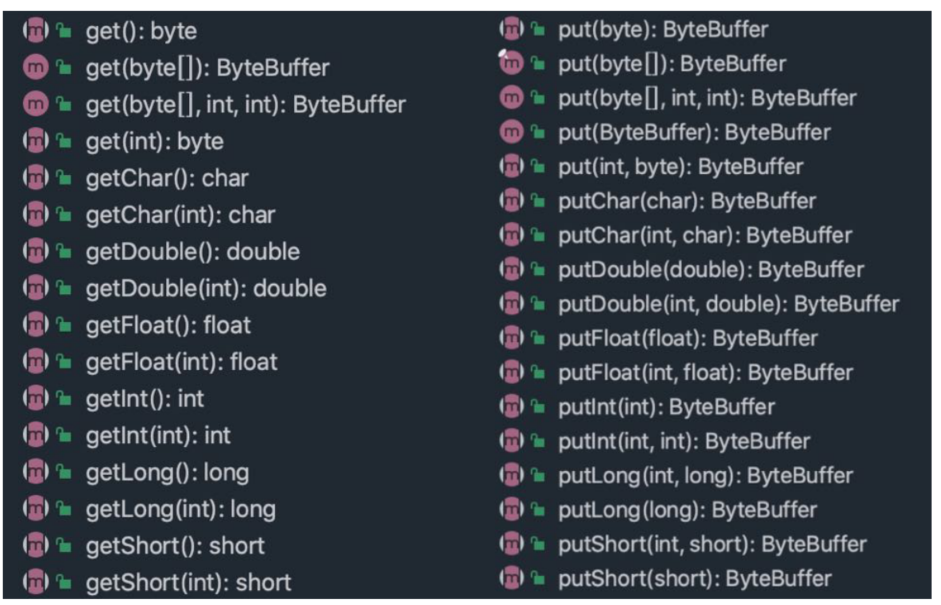 get(): byte
get(byte[]): ByteBuffer
get(byte[], int, int): ByteBuffer
get(int): byte
getChar(): char
getChar(int): char
getDouble(): double
getDouble(int): double
getFloat(): float
getFloat(int): float
getInt(): int
getInt(int): int
getLong(): long
getLong(int): long
getShort(): short
getShort(int): short
put(byte): ByteBuffer
put(byte[]): ByteBuffer
put(byte[], int, int): ByteBuffer
put(ByteBuffer): ByteBuffer
put(int, byte): ByteBuffer
putChar(char): ByteBuffer
putChar(int, char): ByteBuffer
putDouble(double): ByteBuffer
putDouble(int, double): ByteBuffer
putFloat(float): ByteBuffer
putFloat(int, float): ByteBuffer
putInt(int): ByteBuffer
putInt(int, int): ByteBuffer
putLong(int, long): ByteBuffer
putLong(long): ByteBuffer
putShort(int, short): ByteBuffer
putShort(short): ByteBuffer